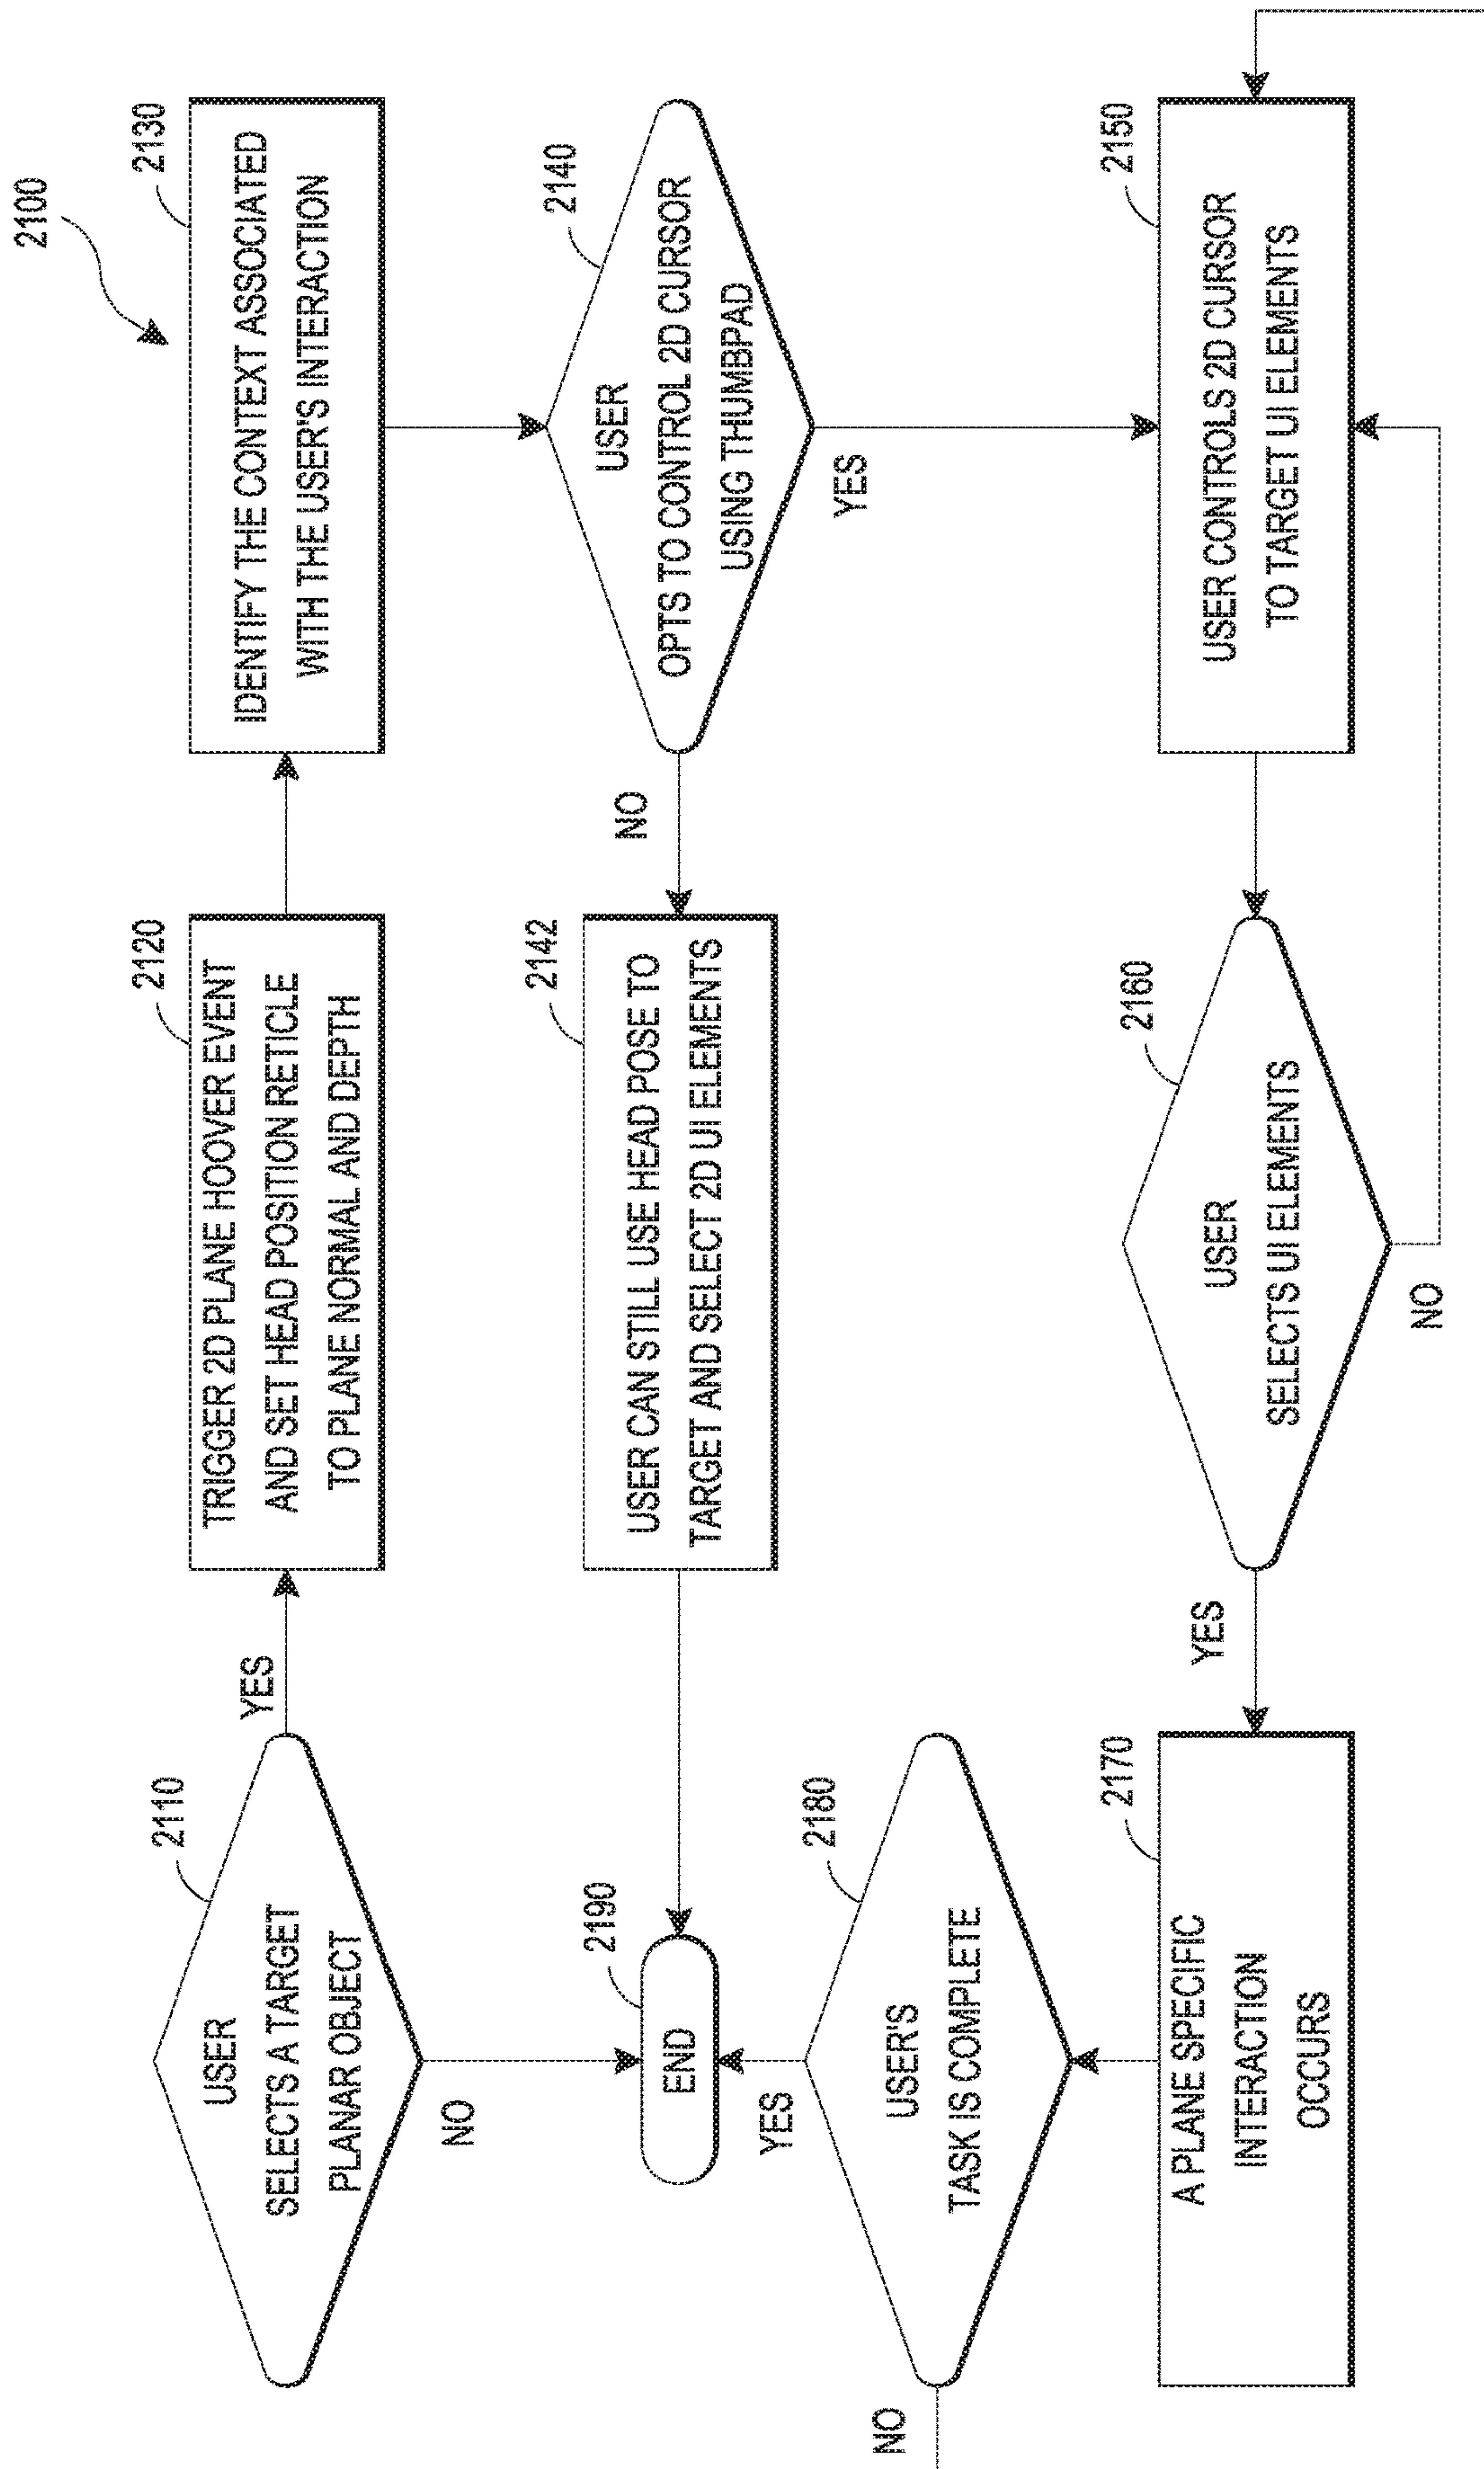 2100
2110
USER
SELECTS A TARGET
PLANAR OBJECT
YES
NO
2120
TRIGGER 2D PLANE HOOVER EVENT
AND SET HEAD POSITION RETICLE
TO PLANE NORMAL AND DEPTH
2130
IDENTIFY THE CONTEXT ASSOCIATED
WITH THE USER'S INTERACTION
2190
END
2142
USER CAN STILL USE HEAD POSE TO
TARGET AND SELECT 2D UI ELEMENTS
NO
2140
USER
OPTS TO CONTROL 2D CURSOR
USING THUMBPAD
YES
YES
2180
USER'S
TASK IS COMPLETE
NO
2170
A PLANE SPECIFIC
INTERACTION
OCCURS
YES
2160
USER
SELECTS UI ELEMENTS
NO
2150
USER CONTROLS 2D CURSOR
TO TARGET UI ELEMENTS